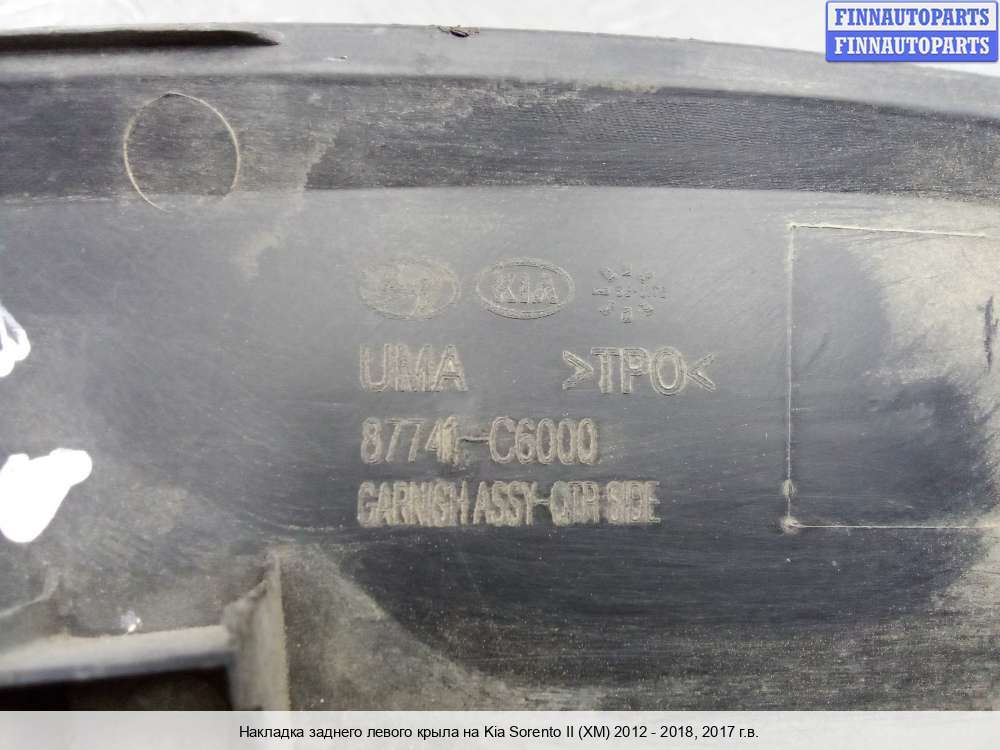 FINNAUTOPARTS
FINNAUTOPARTS
KIA
UMA >TPO<
87741-C6000
GARNISH ASSY-QTR SIDE
Накладка заднего левого крыла на Kia Sorento II (XM) 2012 - 2018, 2017 г.в.